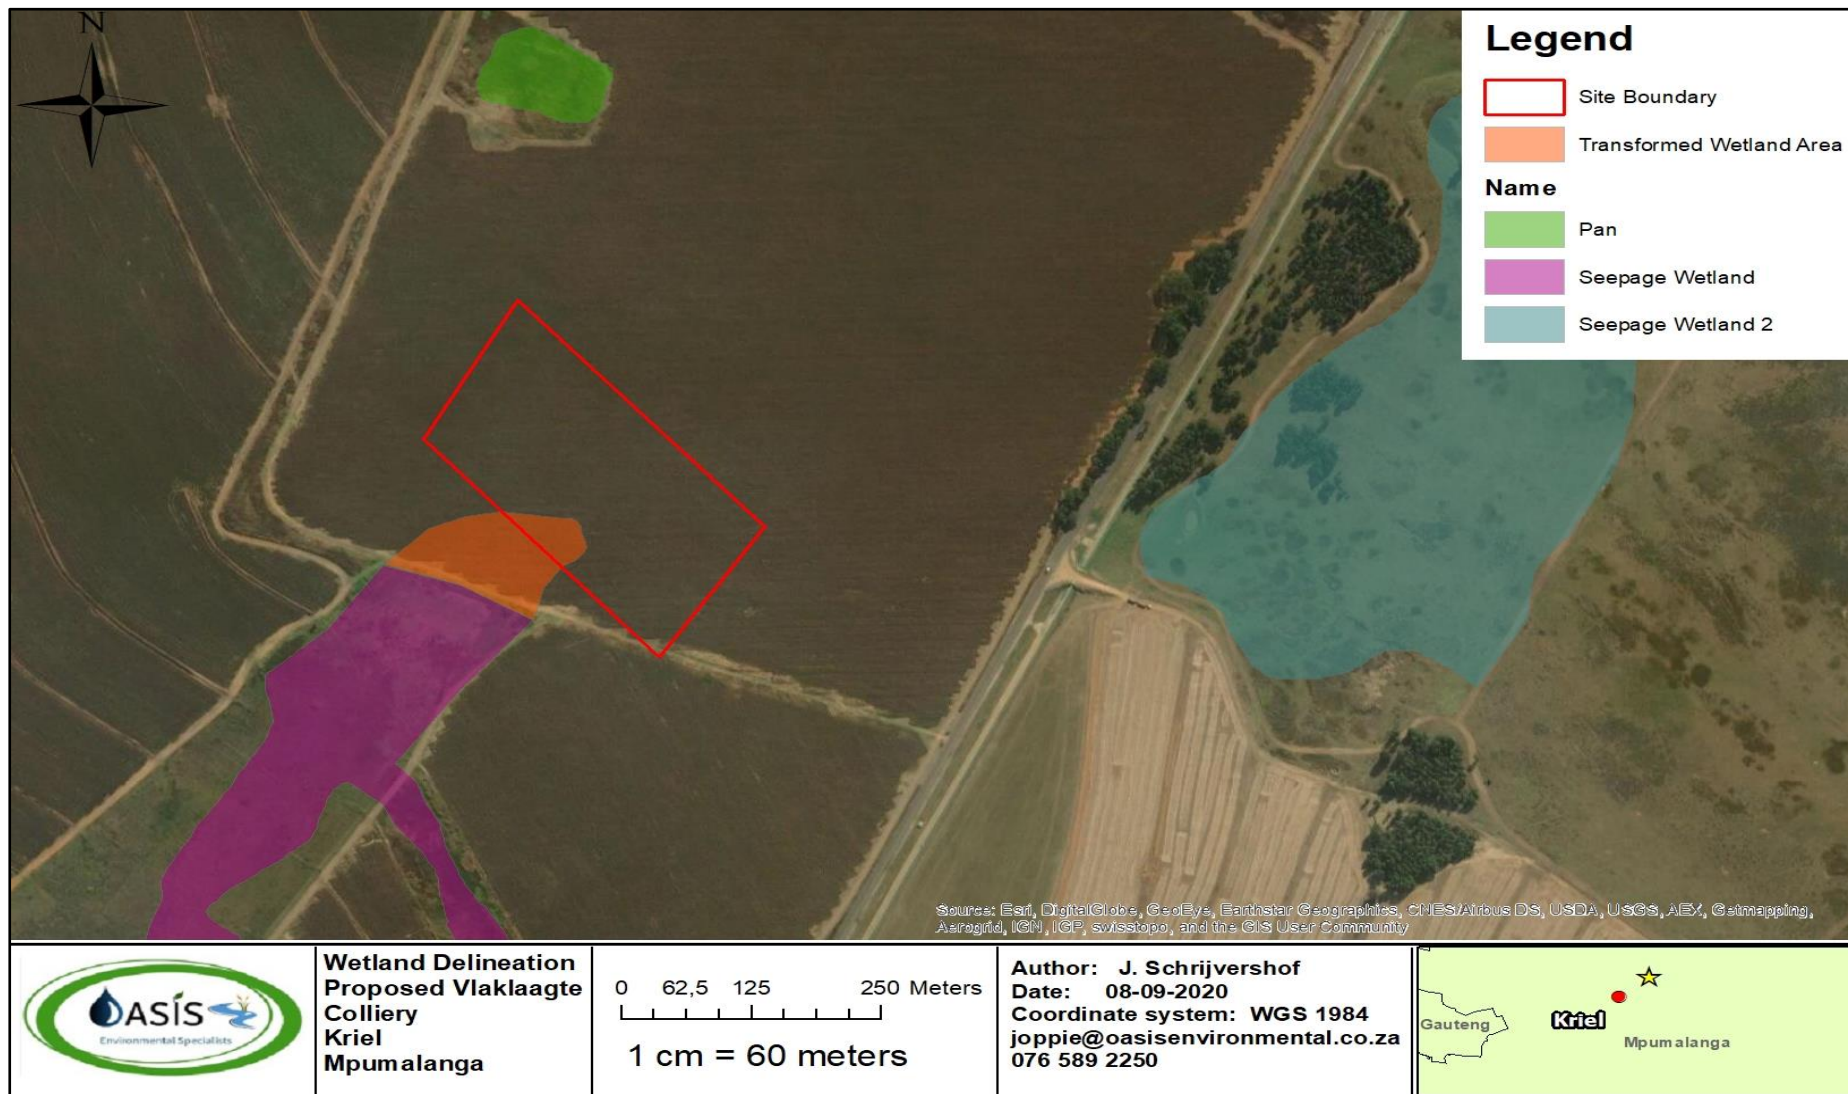 N
Legend
Site Boundary
Transformed Wetland Area
Name
Pan
Seepage Wetland
Seepage Wetland 2
Source: Esri, DigitalGlobe, GeoEye, Earthstar Geographics, CNES/Airbus DS, USDA, USGS, AEX, Getmapping,
Aerogrid, IGN, IGP, swisstopo, and the GIS User Community
OASIS
Environmental Specialists
Wetland Delineation
Proposed Vlaklaagte
Colliery
Kriel
Mpumalanga
0 62,5 125 250 Meters
1 cm = 60 meters
Author: J. Schrijvershof
Date: 08-09-2020
Coordinate system: WGS 1984
joppie@oasisenvironmental.co.za
076 589 2250
Gauteng
Kriel
Mpumalanga